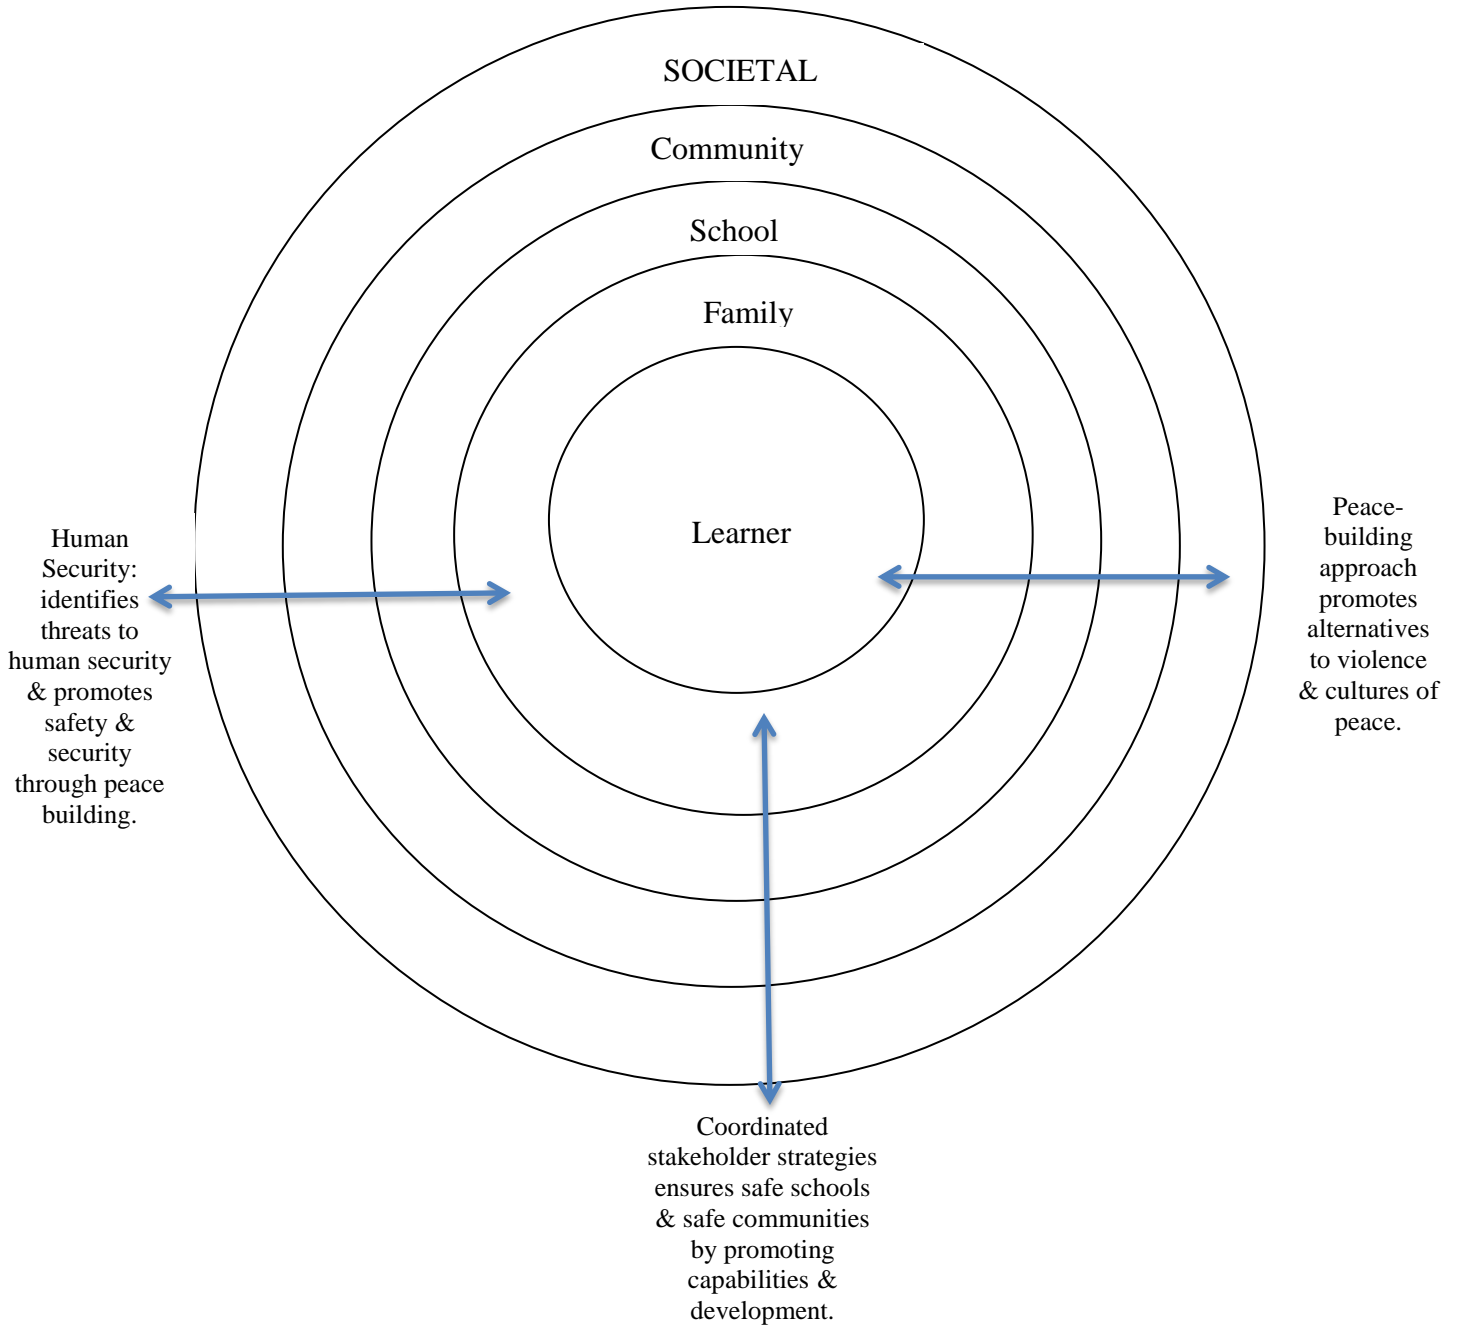 SOCIETAL
Community
School
Family
Learner
Human
Security:
identifies
threats to
human security
& promotes
safety &
security
through peace
building.
Peace-
building
approach
promotes
alternatives
to violence
& cultures of
peace.
Coordinated
stakeholder strategies
ensures safe schools
& safe communities
by promoting
capabilities &
development.